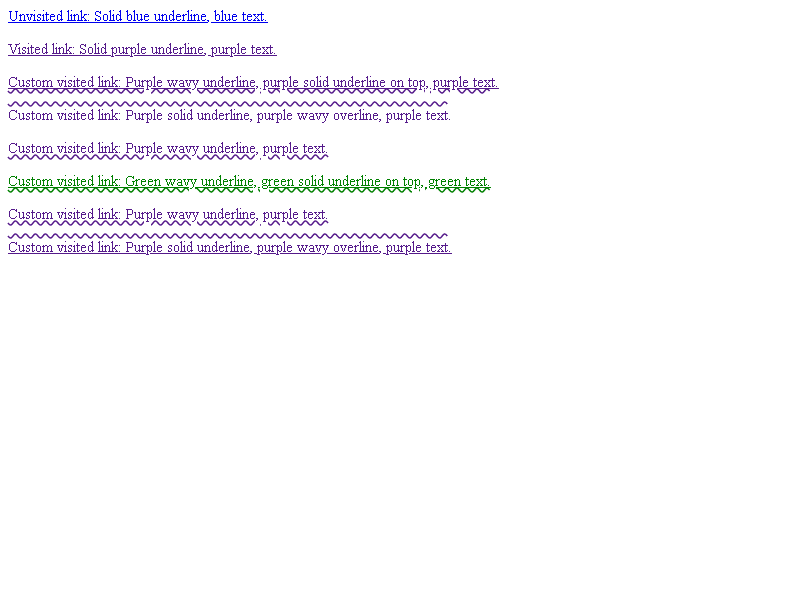 Unvisited link: Solid blue underline, blue text.
Visited link: Solid purple underline, purple text.
Custom visited link: Purple wavy underline, purple solid underline on top, purple text.
Custom visited link: Purple solid underline, purple wavy overline, purple text.
Custom visited link: Purple wavy underline, purple text.
Custom visited link: Green wavy underline, green solid underline on top, green text.
Custom visited link: Purple wavy underline, purple text.
Custom visited link: Purple solid underline, purple wavy overline, purple text.